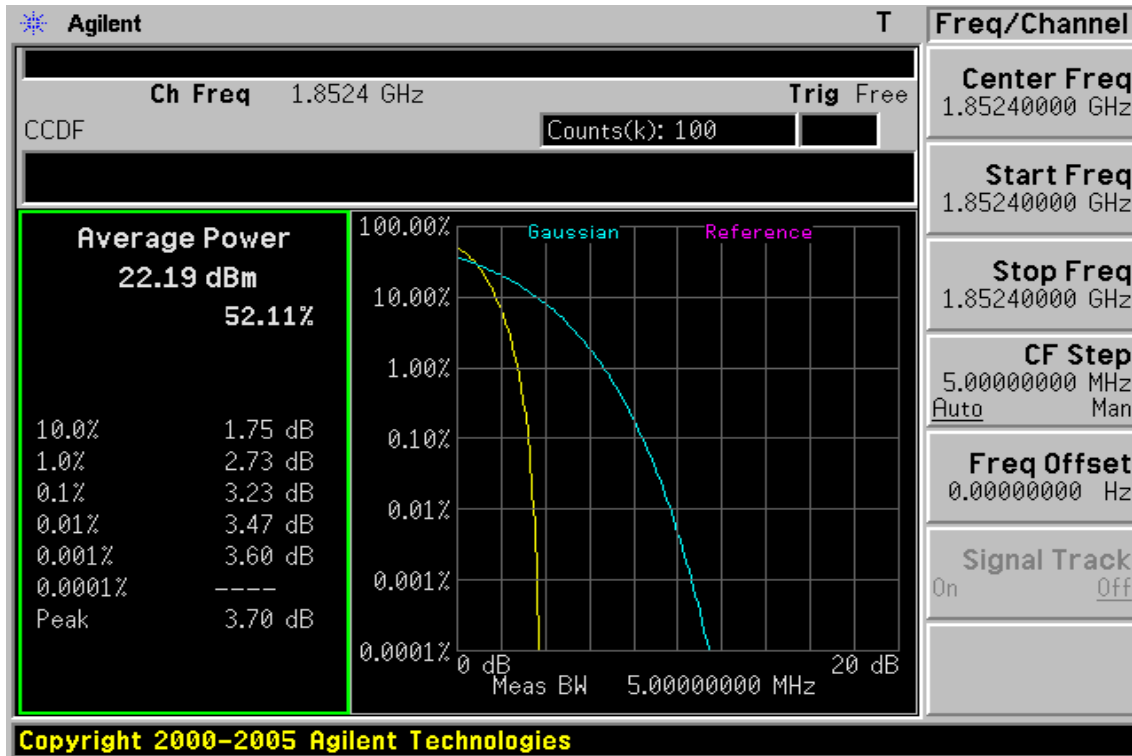 Agilent T
Ch Freq 1.8524 GHz Trig Free
CCDF Counts(k): 100
Average Power
22.19 dBm
52.11%
10.0% 1.75 dB
1.0% 2.73 dB
0.1% 3.23 dB
0.01% 3.47 dB
0.001% 3.60 dB
0.0001% ----
Peak 3.70 dB
Gaussian Reference
100.00%
10.00%
1.00%
0.10%
0.01%
0.001%
0.0001%
0 dB 20 dB
Meas BW 5.00000000 MHz
Freq/Channel
Center Freq
1.85240000 GHz
Start Freq
1.85240000 GHz
Stop Freq
1.85240000 GHz
CF Step
5.00000000 MHz
Auto Man
Freq Offset
0.00000000 Hz
Signal Track
On Off
Copyright 2000-2005 Agilent Technologies